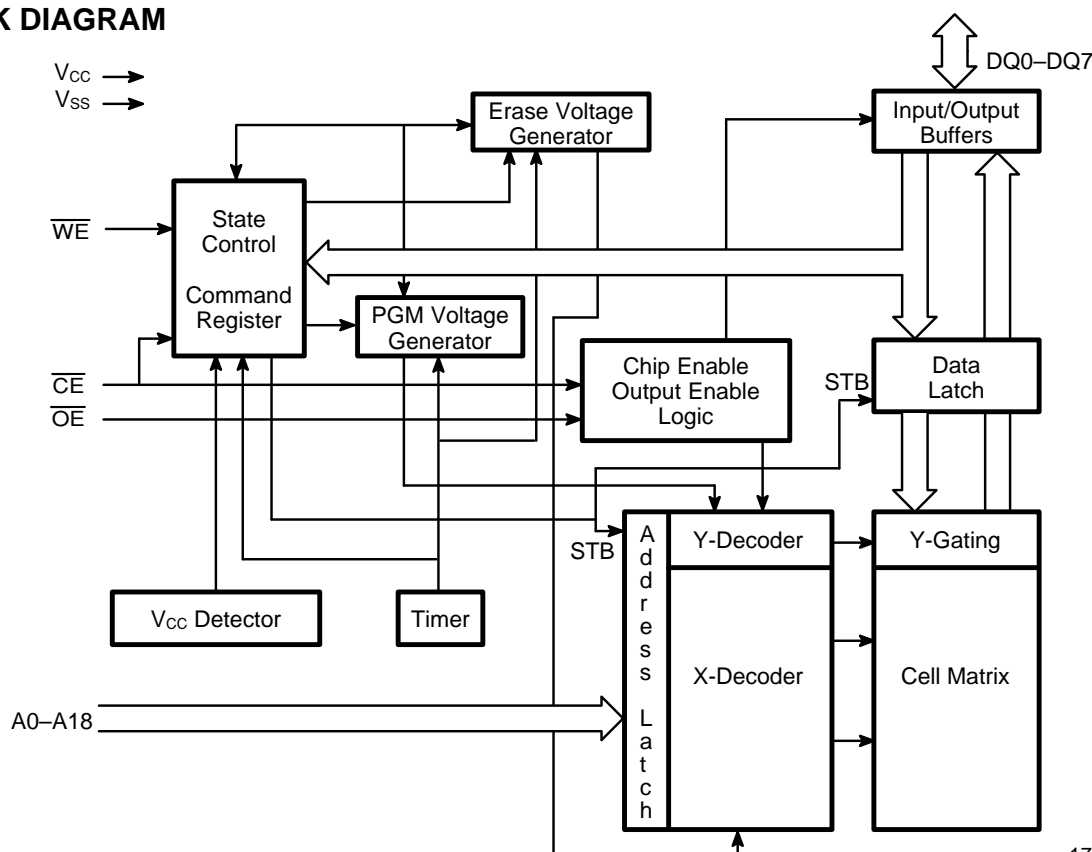 K DIAGRAM
VCC
VSS
DQ0–DQ7
Erase Voltage
Generator
Input/Output
Buffers
WE
State
Control
Command
Register
PGM Voltage
Generator
CE
OE
Chip Enable
Output Enable
Logic
STB
Data
Latch
STB
Address Latch
Y-Decoder
Y-Gating
VCC Detector
Timer
X-Decoder
Cell Matrix
A0–A18
17